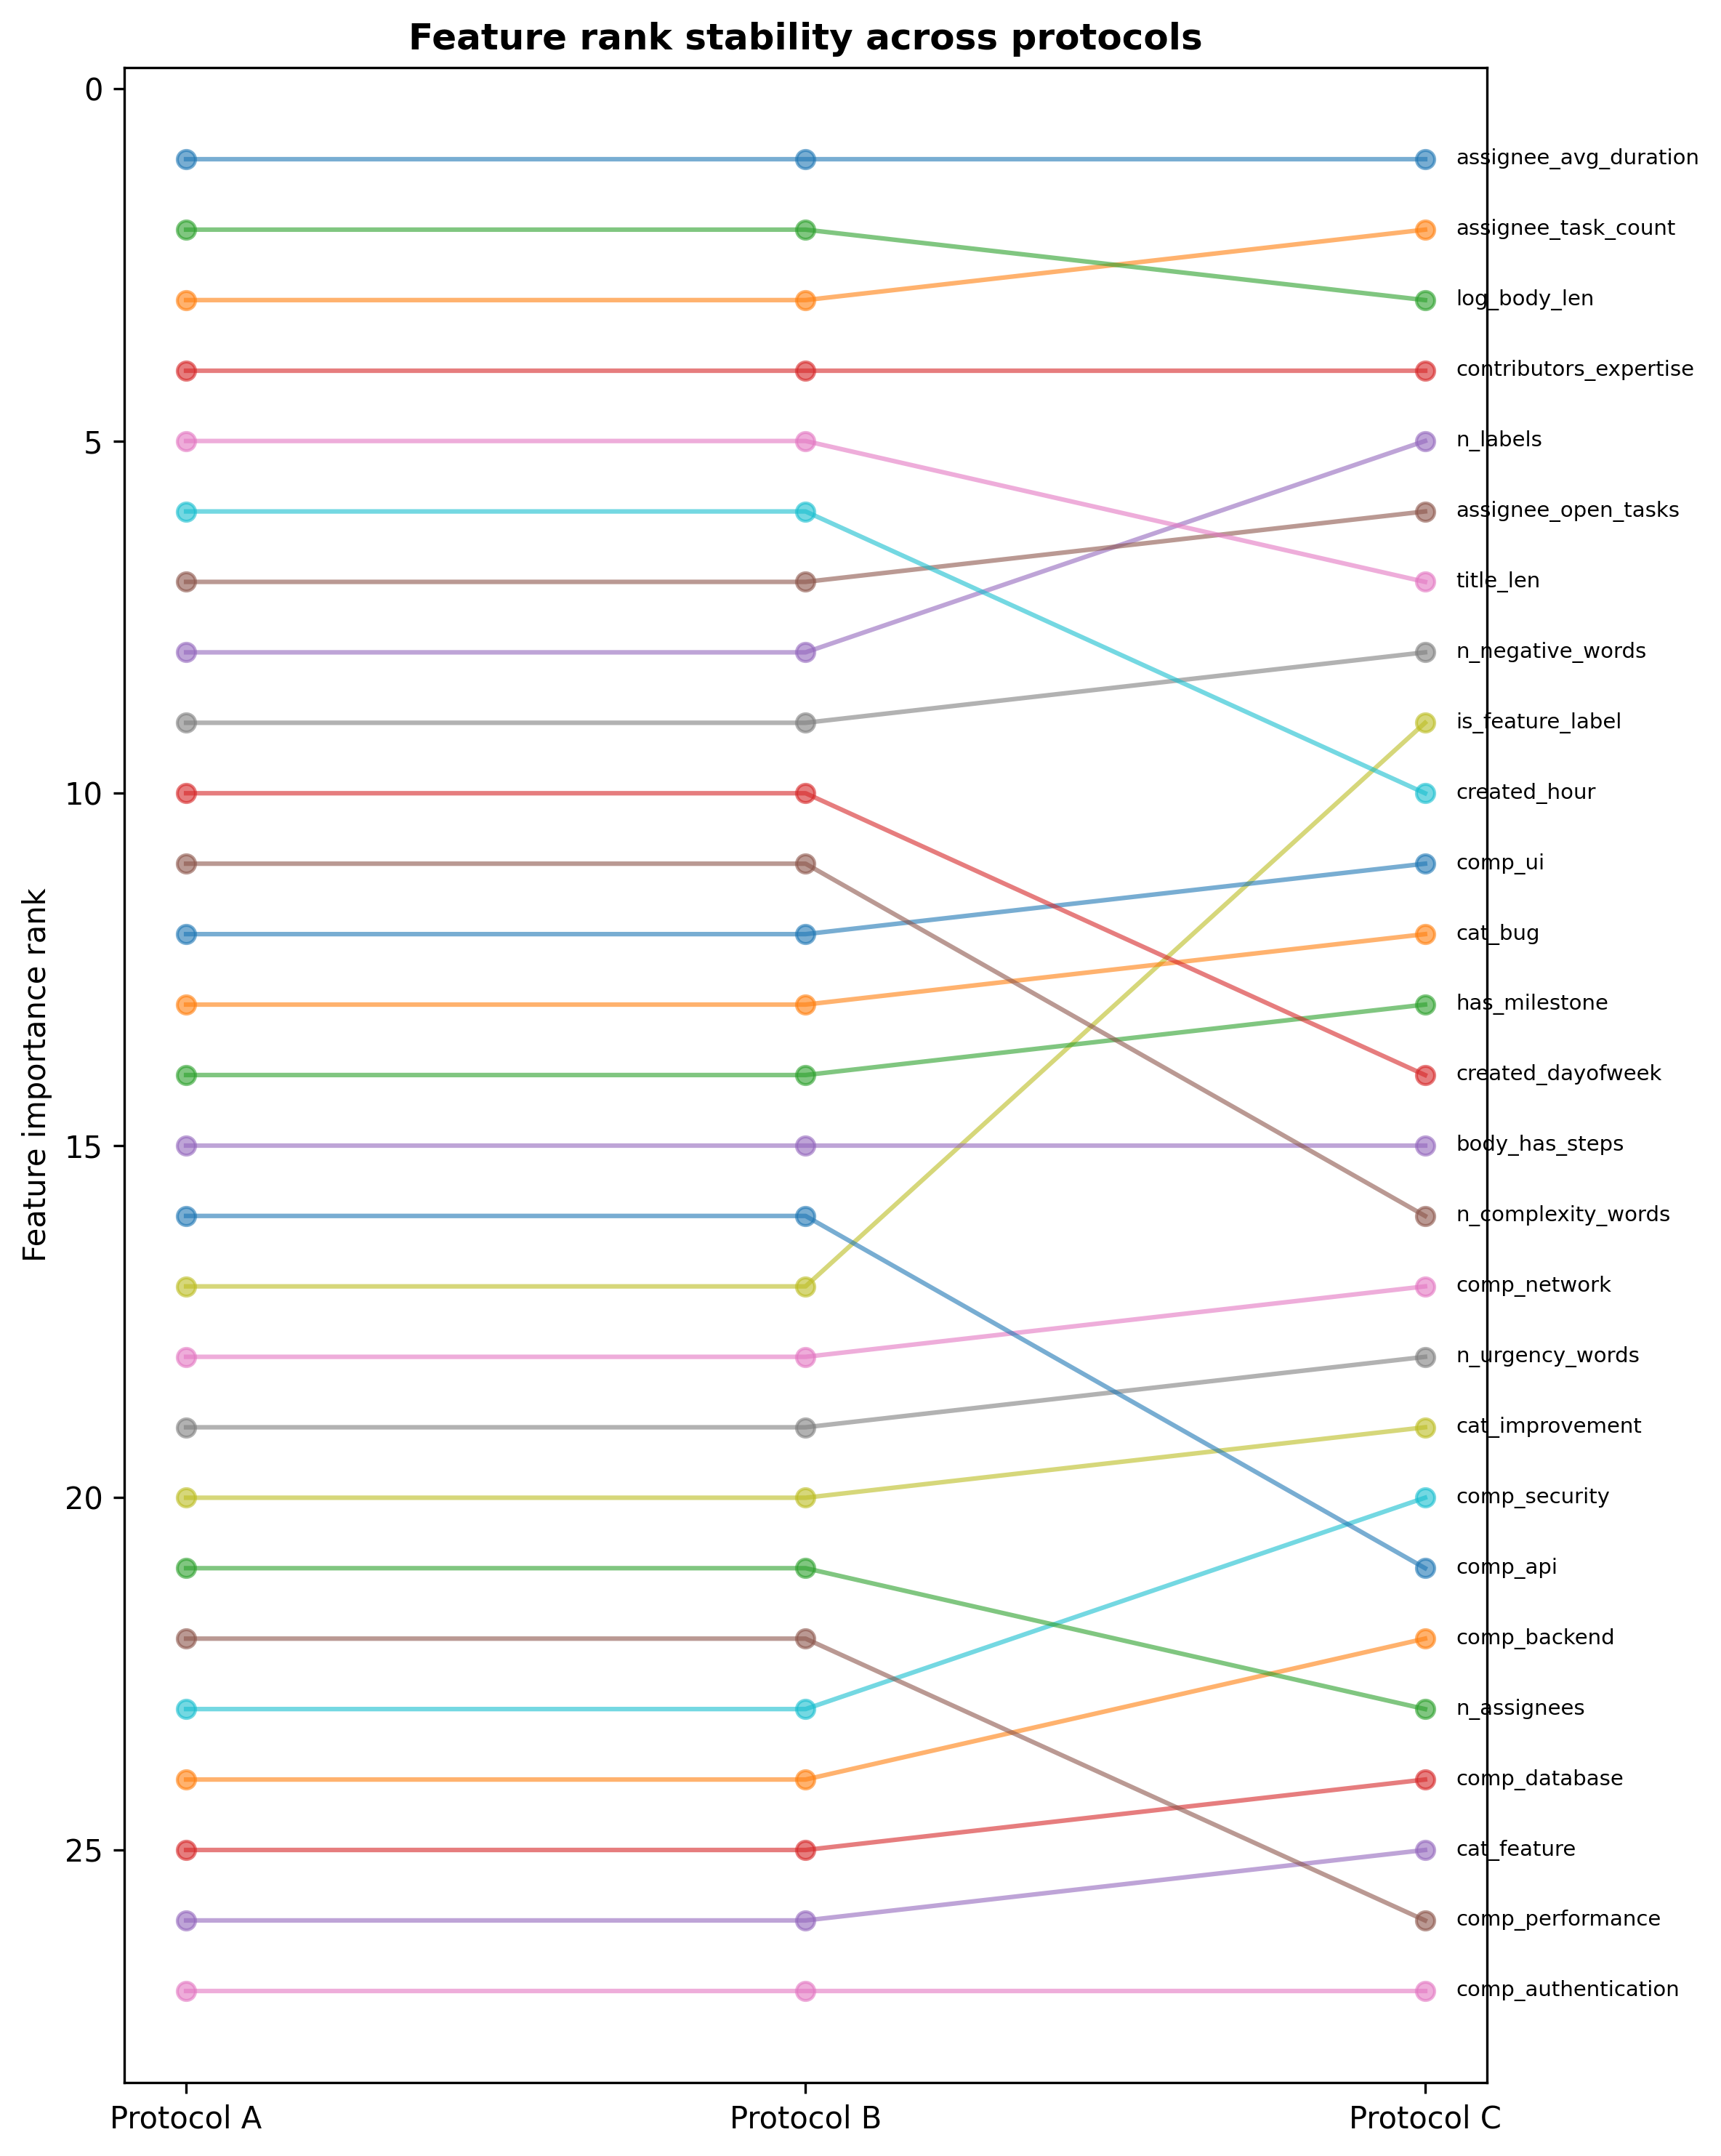 Feature rank stability across protocols
Feature importance rank
0
5
10
15
20
25
assignee_avg_duration
assignee_task_count
log_body_len
contributors_expertise
n_labels
assignee_open_tasks
title_len
n_negative_words
is_feature_label
created_hour
comp_ui
cat_bug
has_milestone
created_dayofweek
body_has_steps
n_complexity_words
comp_network
n_urgency_words
cat_improvement
comp_security
comp_api
comp_backend
n_assignees
comp_database
cat_feature
comp_performance
comp_authentication
Protocol A
Protocol B
Protocol C